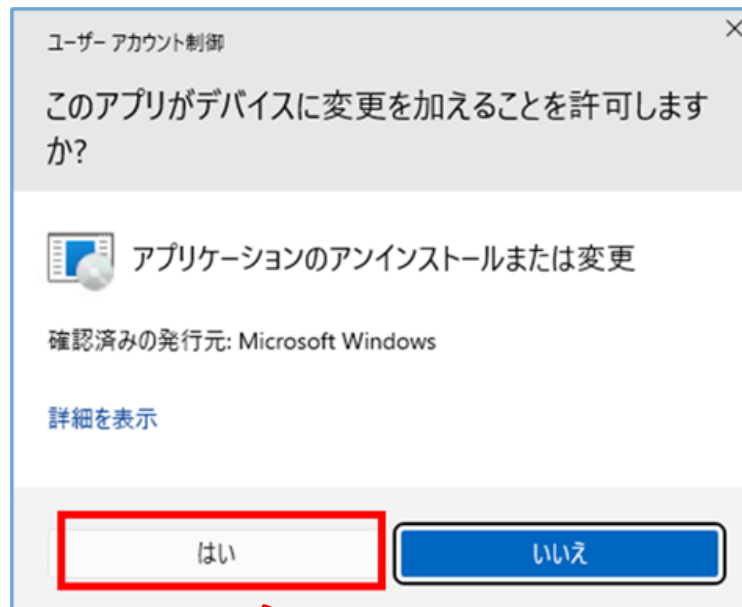 ユーザー アカウント制御
このアプリがデバイスに変更を加えることを許可します
か?
アプリケーションのアンインストールまたは変更
確認済みの発行元: Microsoft Windows
詳細を表示
はい
いいえ